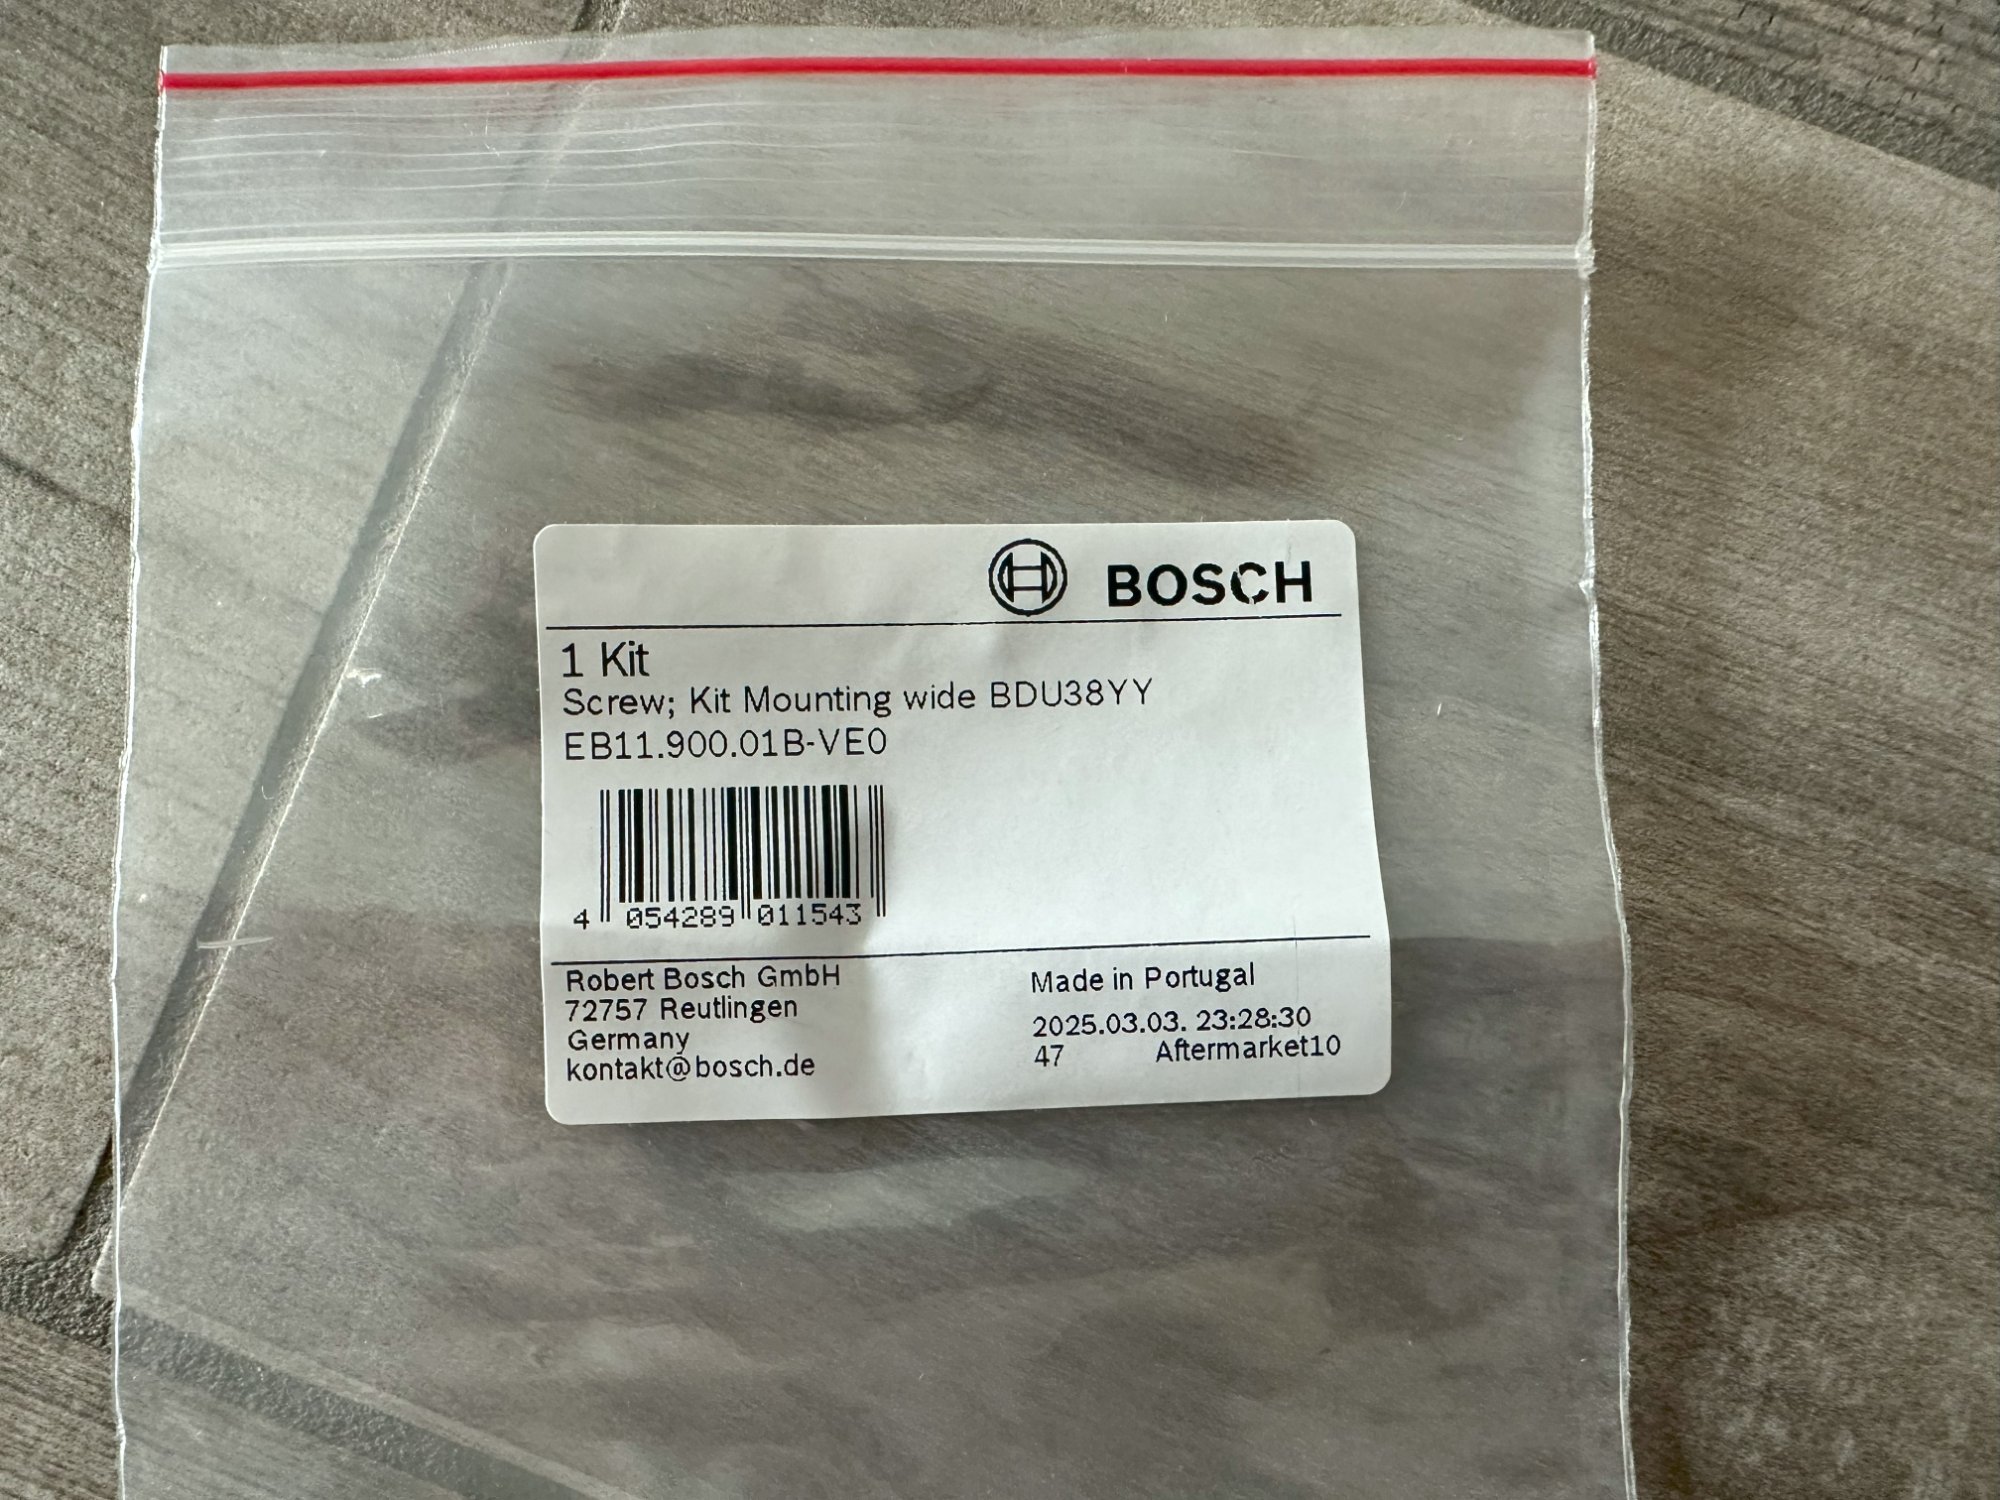 BOSCH
1 Kit
Screw; Kit Mounting wide BDU38YY
EB11.900.01B-VE0
4 054289 011543
Robert Bosch GmbH
72757 Reutlingen
Germany
kontakt@bosch.de
Made in Portugal
2025.03.03. 23:28:30
47 Aftermarket10